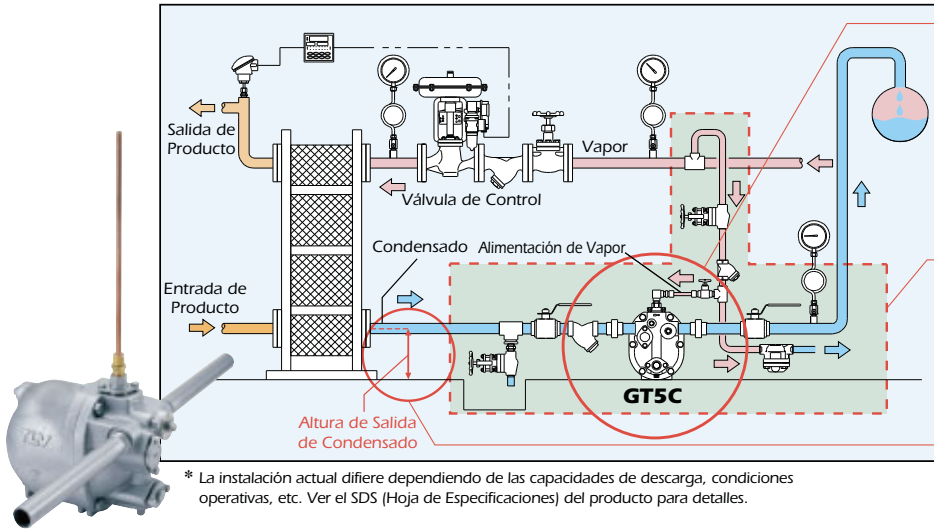 Salida de
Producto
Vapor
Válvula de Control
Condensado
Alimentación de Vapor
Entrada de
Producto
GT5C
Altura de Salida
de Condensado
TLV
* La instalación actual difiere dependiendo de las capacidades de descarga, condiciones
operativas, etc. Ver el SDS (Hoja de Especificaciones) del producto para detalles.